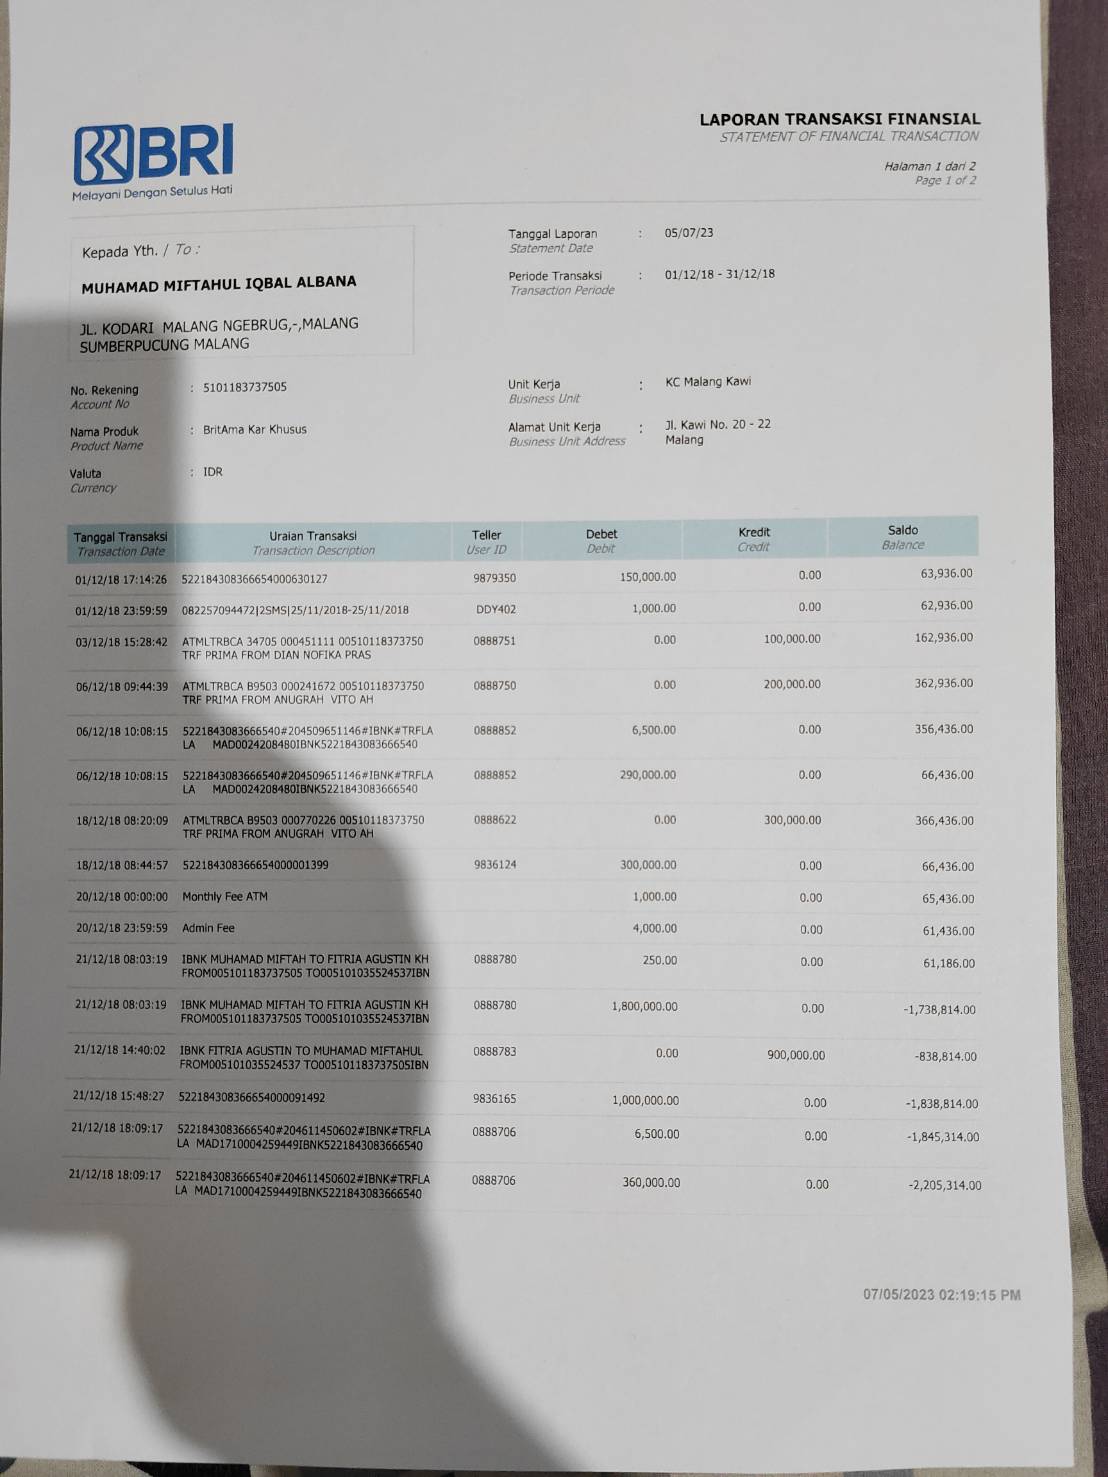 BRI
Melayani Dengan Setulus Hati
LAPORAN TRANSAKSI FINANSIAL
STATEMENT OF FINANCIAL TRANSACTION
Halaman 1 dari 2
Page 1 of 2
Kepada Yth. / To :
MUHAMAD MIFTAHUL IQBAL ALBANA
JL. KODARI MALANG NGEBRUG,-,MALANG
SUMBERPUCUNG MALANG
Tanggal Laporan : 05/07/23
Statement Date
Periode Transaksi : 01/12/18 - 31/12/18
Transaction Periode
No. Rekening : 5101183737505
Account No
Nama Produk : BritAma Kar Khusus
Product Name
Valuta : IDR
Currency
Unit Kerja : KC Malang Kawi
Business Unit
Alamat Unit Kerja : Jl. Kawi No. 20 - 22
Business Unit Address Malang
Tanggal Transaksi Uraian Transaksi Teller Debet Kredit Saldo
Transaction Date Transaction Description User ID Debit Credit Balance
01/12/18 17:14:26 522184308366654000630127 9879350 150,000.00 0.00 63,936.00
01/12/18 23:59:59 082257094472|2SMS|25/11/2018-25/11/2018 DDY402 1,000.00 0.00 62,936.00
03/12/18 15:28:42 ATMLTRBCA 34705 000451111 00510118373750 0888751 0.00 100,000.00 162,936.00
TRF PRIMA FROM DIAN NOFIKA PRAS
06/12/18 09:44:39 ATMLTRBCA B9503 000241672 00510118373750 0888750 0.00 200,000.00 362,936.00
TRF PRIMA FROM ANUGRAH VITO AH
06/12/18 10:08:15 5221843083666540#204509651146#IBNK#TRFLA 0888852 6,500.00 0.00 356,436.00
LA MAD0024208480IBNK5221843083666540
06/12/18 10:08:15 5221843083666540#204509651146#IBNK#TRFLA 0888852 290,000.00 0.00 66,436.00
LA MAD0024208480IBNK5221843083666540
18/12/18 08:20:09 ATMLTRBCA B9503 000770226 00510118373750 0888622 0.00 300,000.00 366,436.00
TRF PRIMA FROM ANUGRAH VITO AH
18/12/18 08:44:57 522184308366654000001399 9836124 300,000.00 0.00 66,436.00
20/12/18 00:00:00 Monthly Fee ATM 1,000.00 0.00 65,436.00
20/12/18 23:59:59 Admin Fee 4,000.00 0.00 61,436.00
21/12/18 08:03:19 IBNK MUHAMAD MIFTAH TO FITRIA AGUSTIN KH 0888780 250.00 0.00 61,186.00
FROM005101183737505 TO005101035524537IBN
21/12/18 08:03:19 IBNK MUHAMAD MIFTAH TO FITRIA AGUSTIN KH 0888780 1,800,000.00 0.00 -1,738,814.00
FROM005101183737505 TO005101035524537IBN
21/12/18 14:40:02 IBNK FITRIA AGUSTIN TO MUHAMAD MIFTAHUL 0888783 0.00 900,000.00 -838,814.00
FROM005101035524537 TO005101183737505IBN
21/12/18 15:48:27 522184308366654000091492 9836165 1,000,000.00 0.00 -1,838,814.00
21/12/18 18:09:17 5221843083666540#204611450602#IBNK#TRFLA 0888706 6,500.00 0.00 -1,845,314.00
LA MAD1710004259449IBNK5221843083666540
21/12/18 18:09:17 5221843083666540#204611450602#IBNK#TRFLA 0888706 360,000.00 0.00 -2,205,314.00
LA MAD1710004259449IBNK5221843083666540
07/05/2023 02:19:15 PM